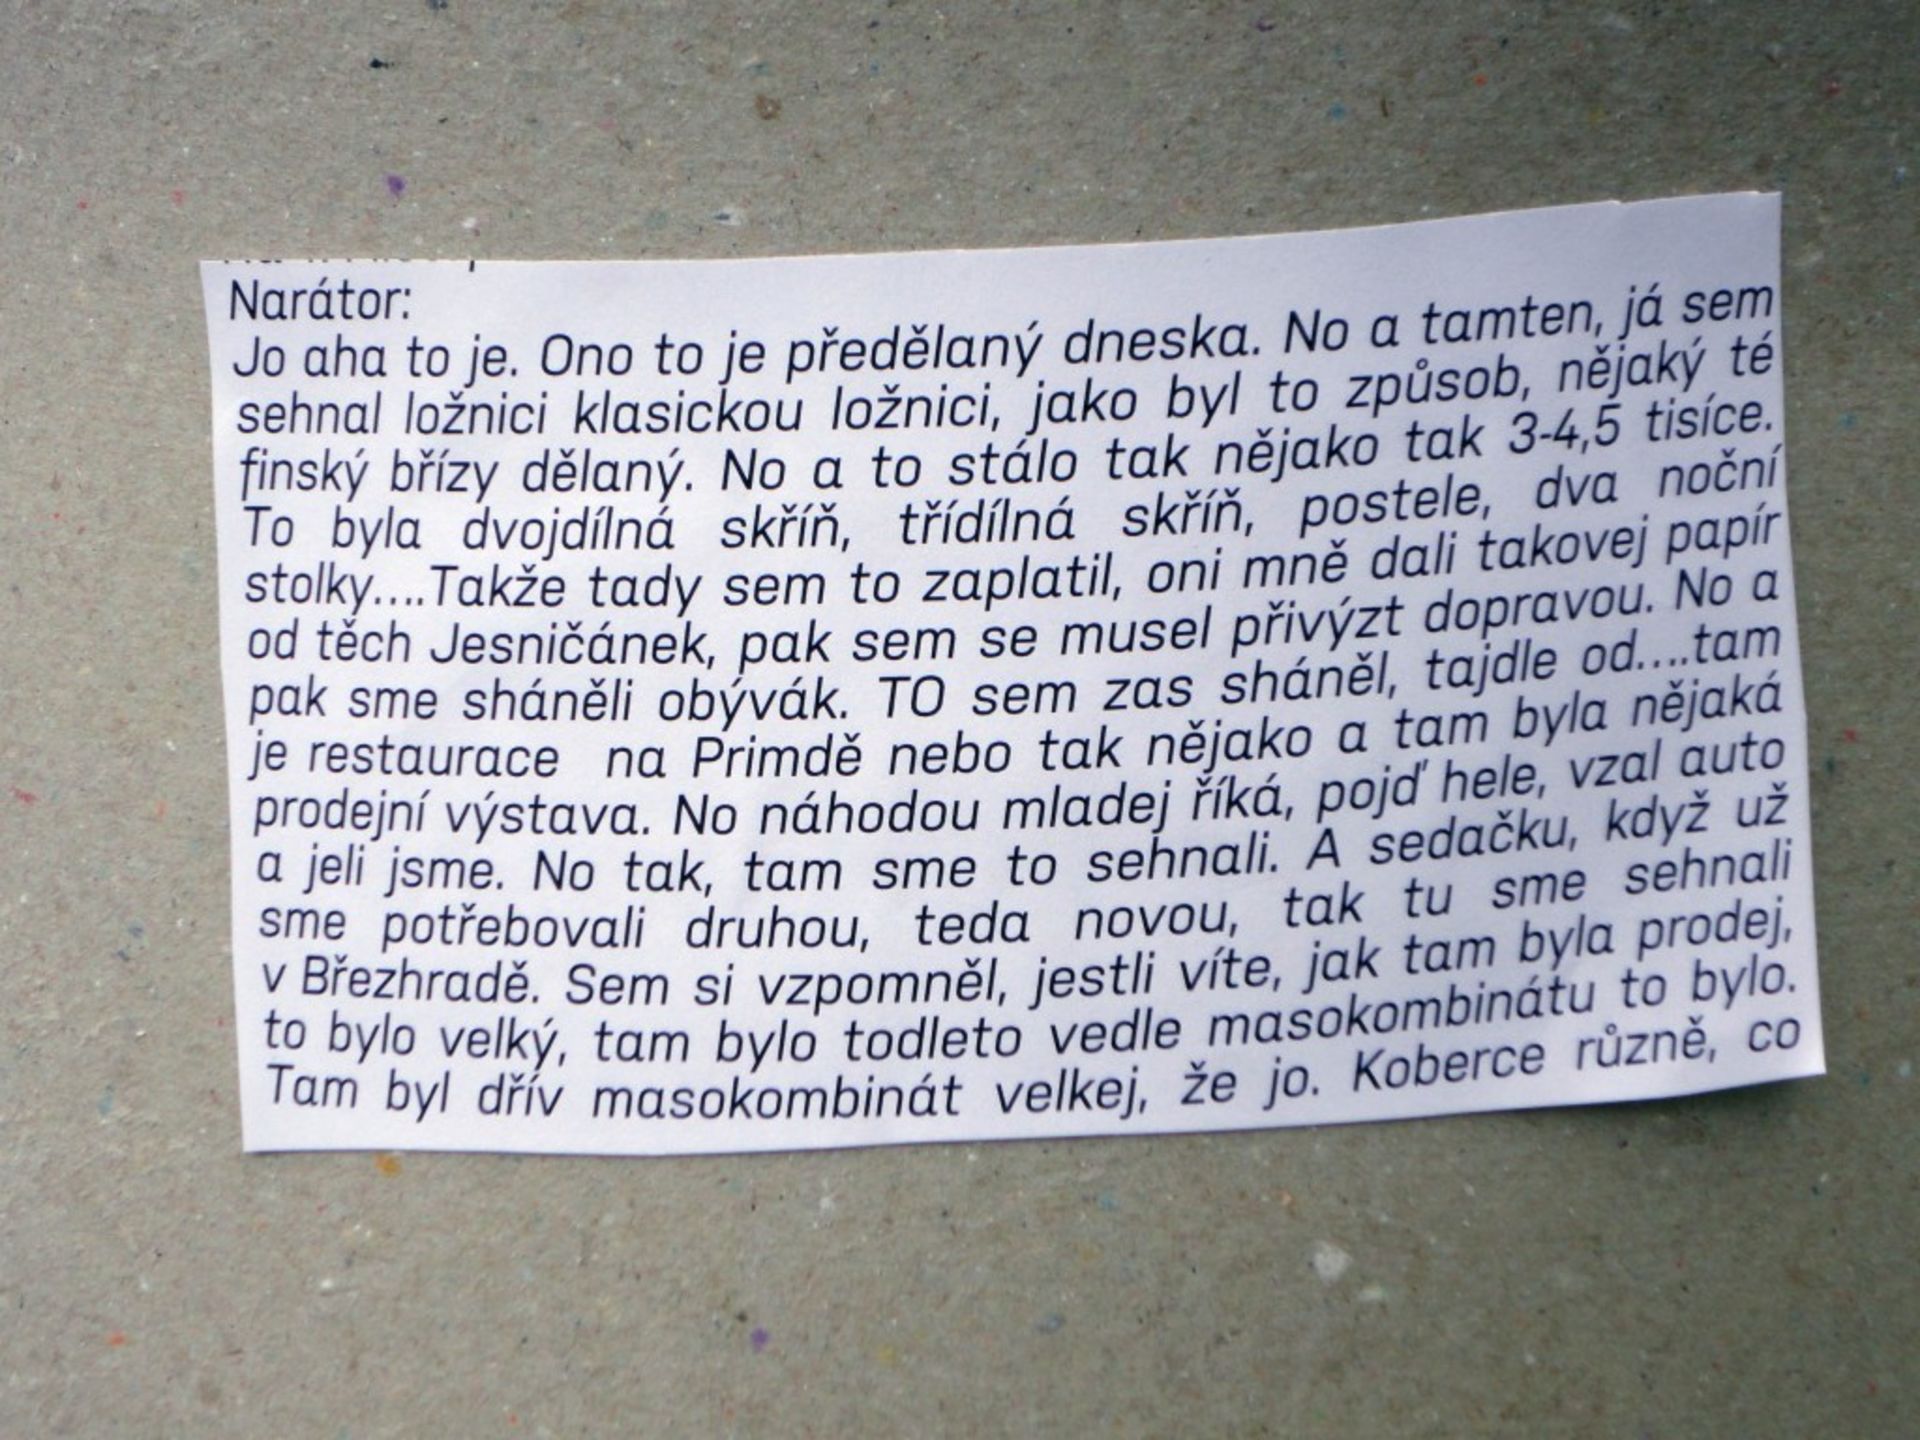 Narátor:
Jo aha to je. Ono to je předělaný dneska. No a tamten, já sem
sehnal ložnici klasickou ložnici, jako byl to způsob, nějaký té
finský břízy dělaný. No a to stálo tak nějako tak 3-4,5 tisíce.
To byla dvojdílná skříň, třídílná skříň, postele, dva noční
stolky....Takže tady sem to zaplatil, oni mně dali takovej papír
od těch Jesničánek, pak sem se musel přivýzt dopravou. No a
pak sme sháněli obývák. TO sem zas sháněl, tajdle od....tam
je restaurace na Primdě nebo tak nějako a tam byla nějaká
prodejní výstava. No náhodou mladej říká, pojď hele, vzal auto
a jeli jsme. No tak, tam sme to sehnali. A sedačku, když už
sme potřebovali druhou, teda novou, tak tu sme sehnali
v Březhradě. Sem si vzpomněl, jestli víte, jak tam byla prodej,
to bylo velký, tam bylo todleto vedle masokombinátu to bylo.
Tam byl dřív masokombinát velkej, že jo. Koberce různě, co